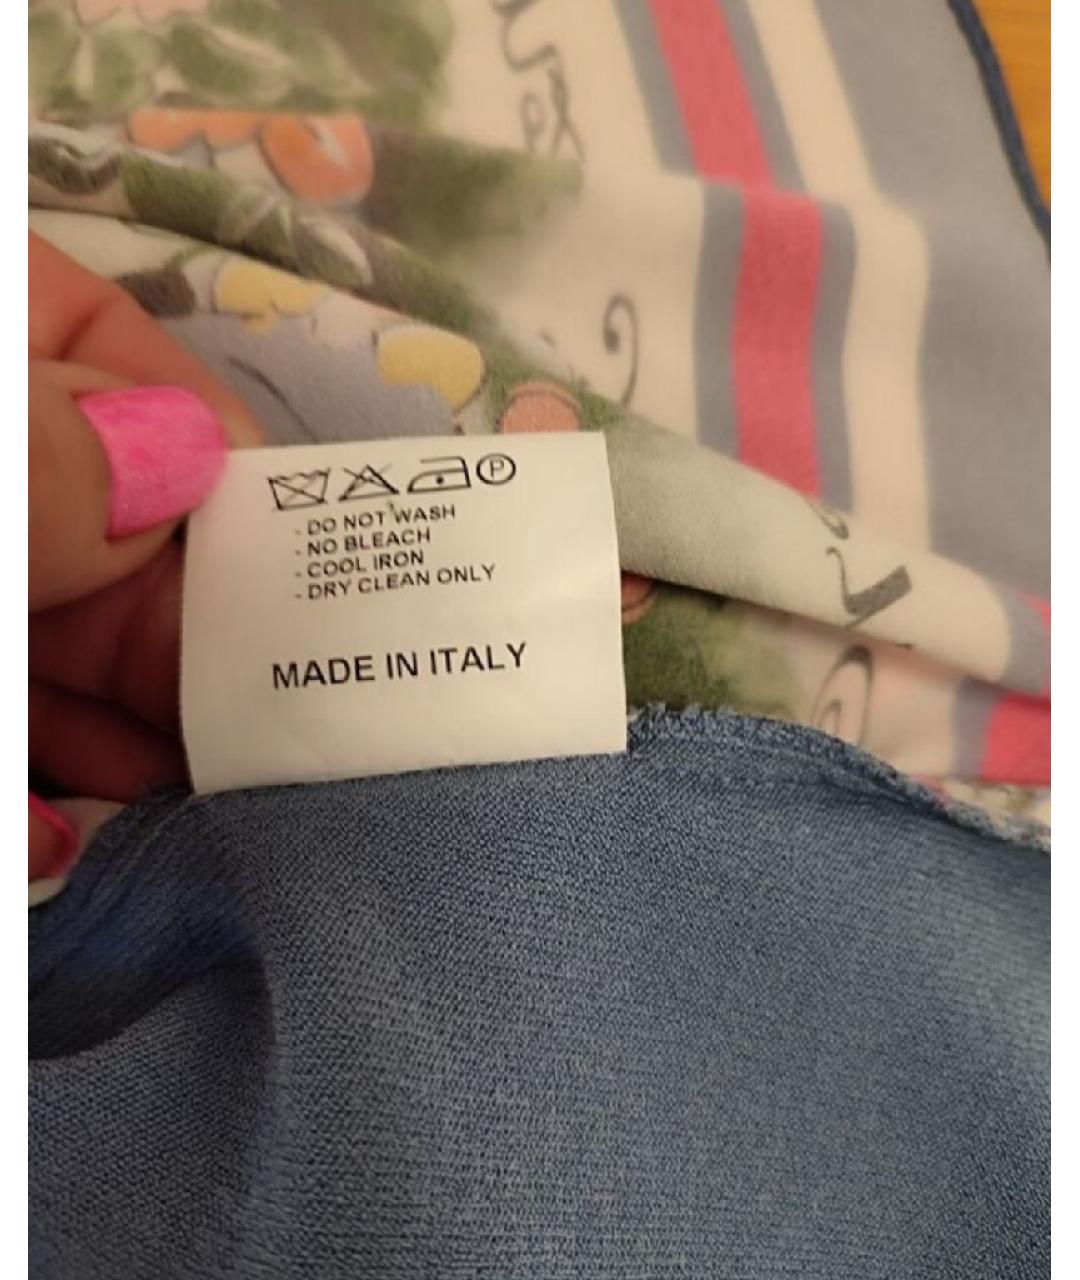 P
- DO NOT WASH
- NO BLEACH
- COOL IRON
- DRY CLEAN ONLY
MADE IN ITALY